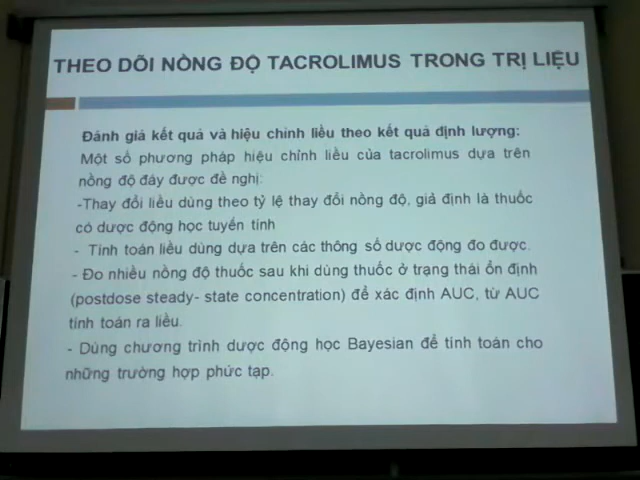 THEO DÕI NÒNG ĐỘ TACROLIMUS TRONG TRỊ LIỆU
Đánh giá kết quả và hiệu chỉnh liều theo kết quả định lượng:
Một số phương pháp hiệu chỉnh liều của tacrolimus dựa trên
nồng độ đáy được đề nghị:
-Thay đổi liều dùng theo tỷ lệ thay đổi nồng độ, giả định là thuốc
có dược động học tuyến tính
- Tính toán liều dùng dựa trên các thông số dược động đo được.
- Đo nhiều nồng độ thuốc sau khi dùng thuốc ở trạng thái ổn định
(postdose steady- state concentration) để xác định AUC, từ AUC
tính toán ra liều.
- Dùng chương trình dược động học Bayesian để tính toán cho
những trường hợp phức tạp.